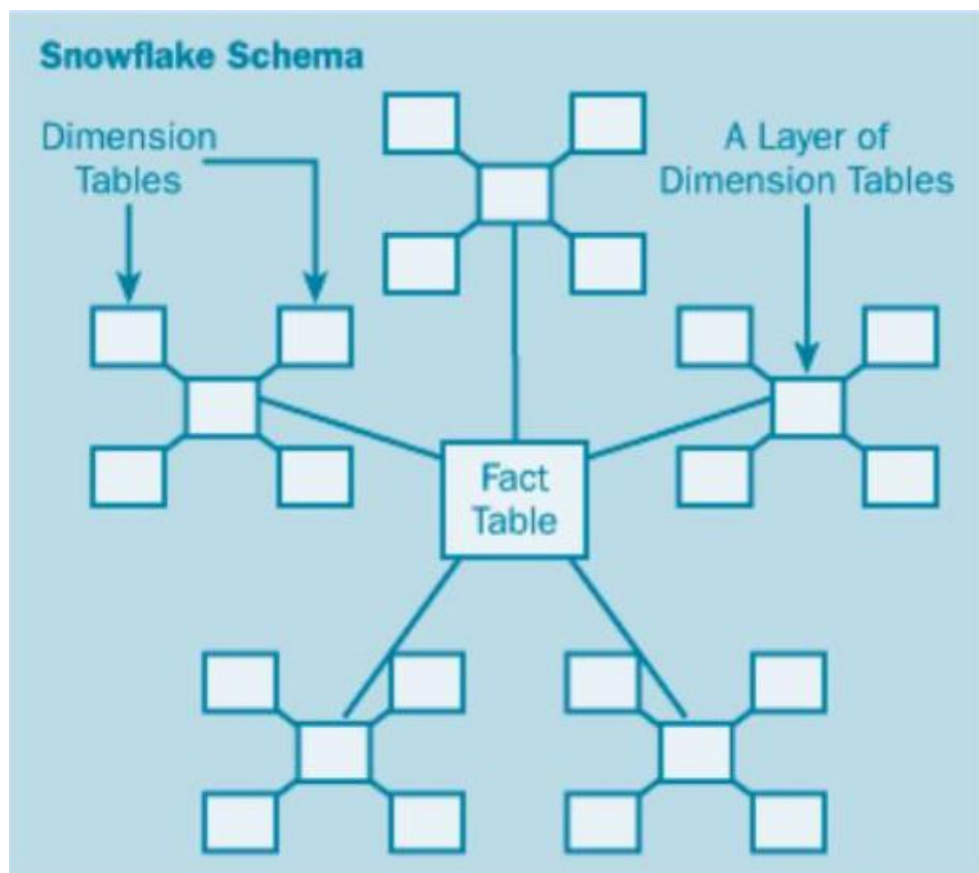 Snowflake Schema
Dimension
Tables
A Layer of
Dimension Tables
Fact
Table